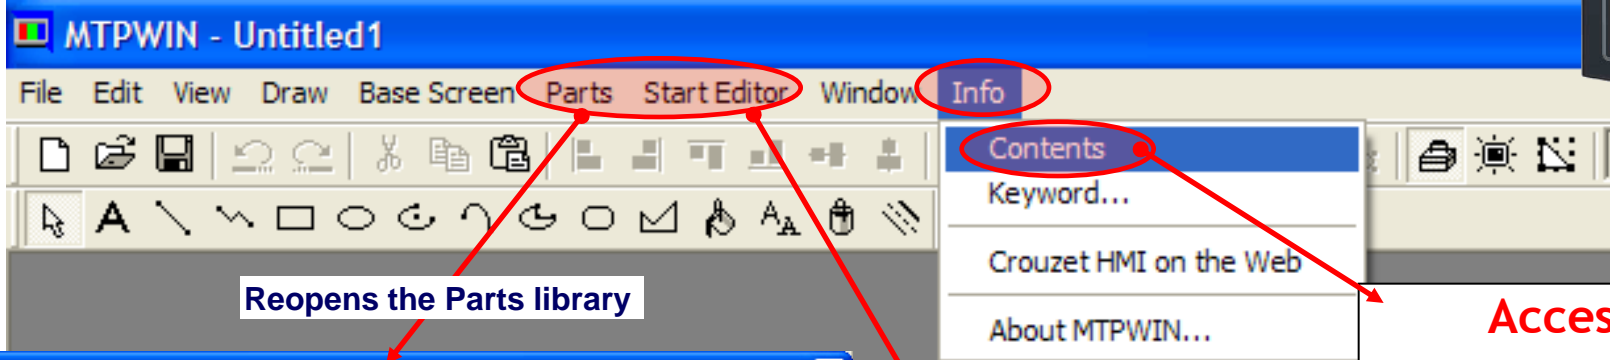 MTPWIN - Untitled1
File Edit View Draw Base Screen Parts Start Editor Window Info
Contents
Keyword...
Crouzet HMI on the Web
Reopens the Parts library
About MTPWIN...